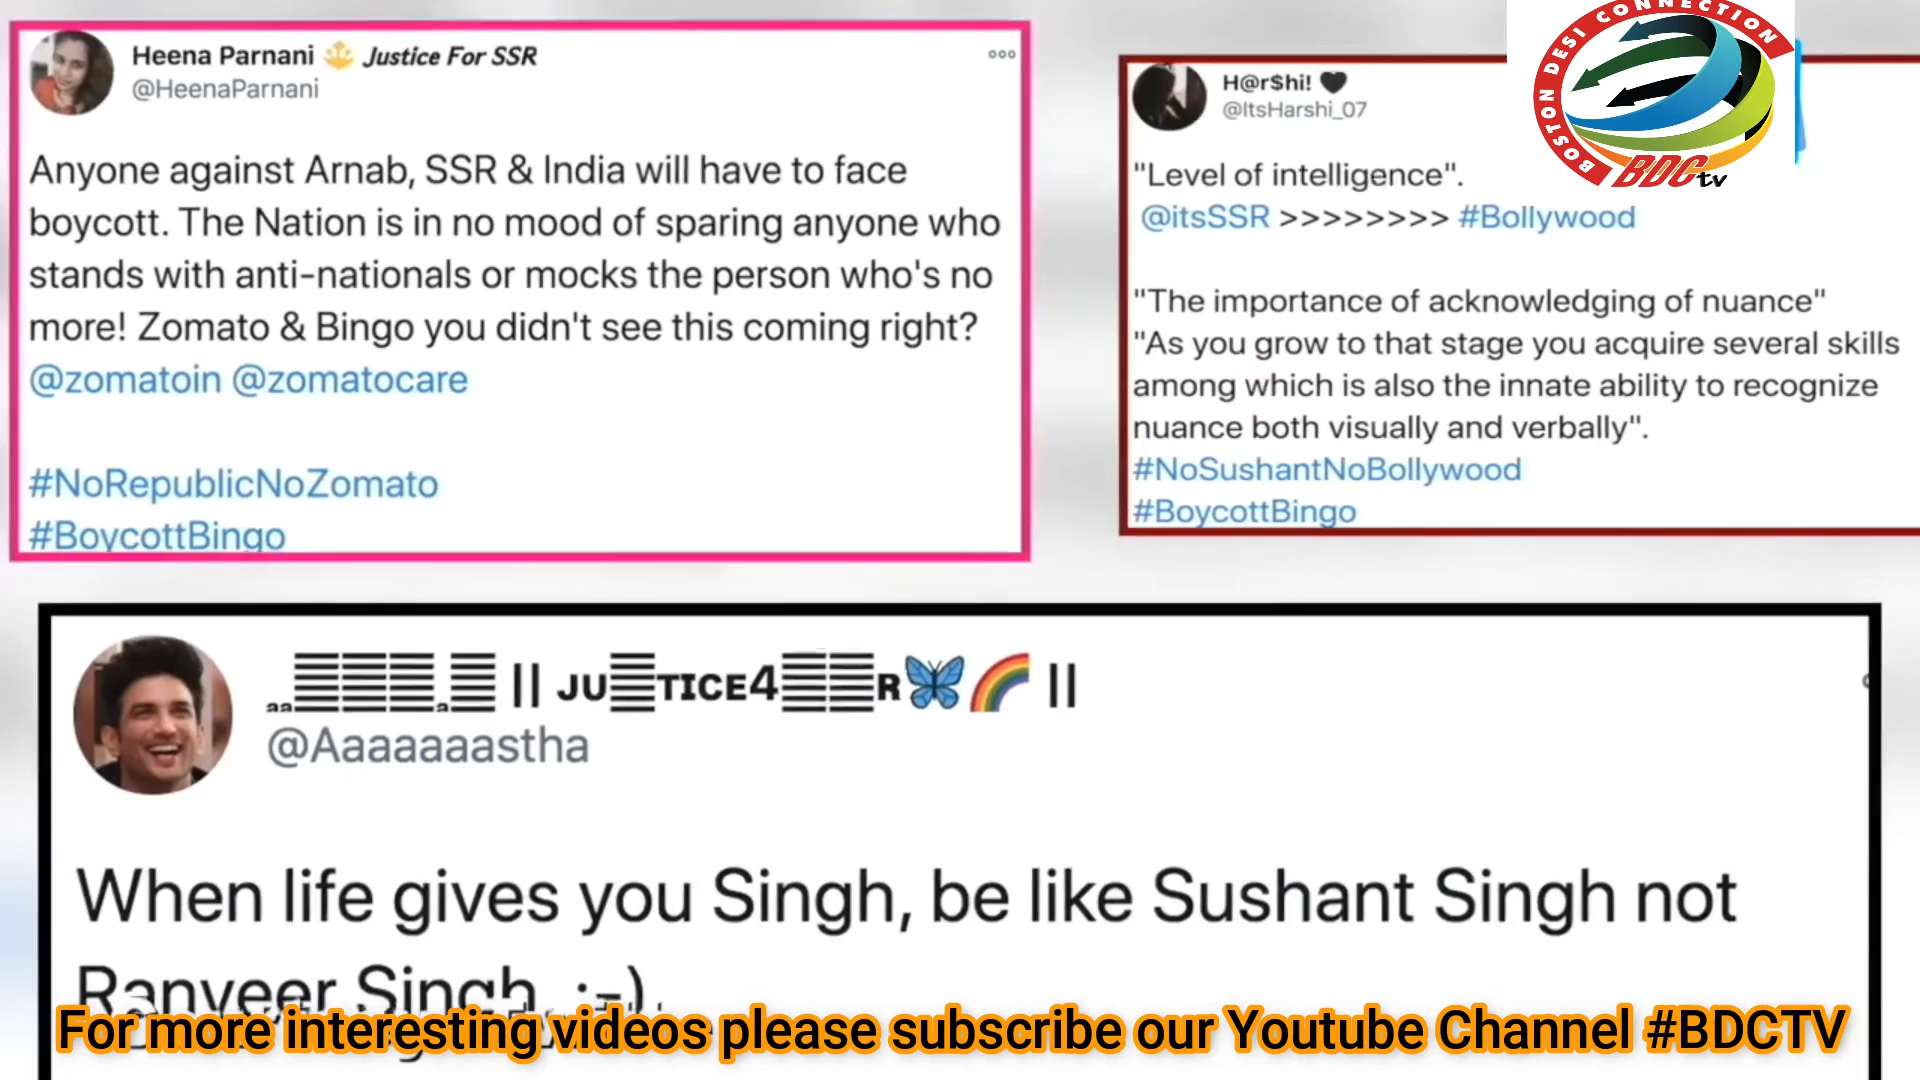 Heena Parnani Justice For SSR
@HeenaParnani
Anyone against Arnab, SSR & India will have to face
boycott. The Nation is in no mood of sparing anyone who
stands with anti-nationals or mocks the person who's no
more! Zomato & Bingo you didn't see this coming right?
@zomatoin @zomatocare
#NoRepublicNoZomato
#BoycottBingo
H@r$hi! 🖤
@ItsHarshi_07
"Level of intelligence".
@itsSSR >>>>>>>> #Bollywood
"The importance of acknowledging of nuance"
"As you grow to that stage you acquire several skills
among which is also the innate ability to recognize
nuance both visually and verbally".
#NoSushantNoBollywood
#BoycottBingo
BOSTON DESI CONNECTION
BDCtv
@Aaaaaaastha
When life gives you Singh, be like Sushant Singh not
Ranveer Singh. :=)
For more interesting videos please subscribe our Youtube Channel #BDCTV